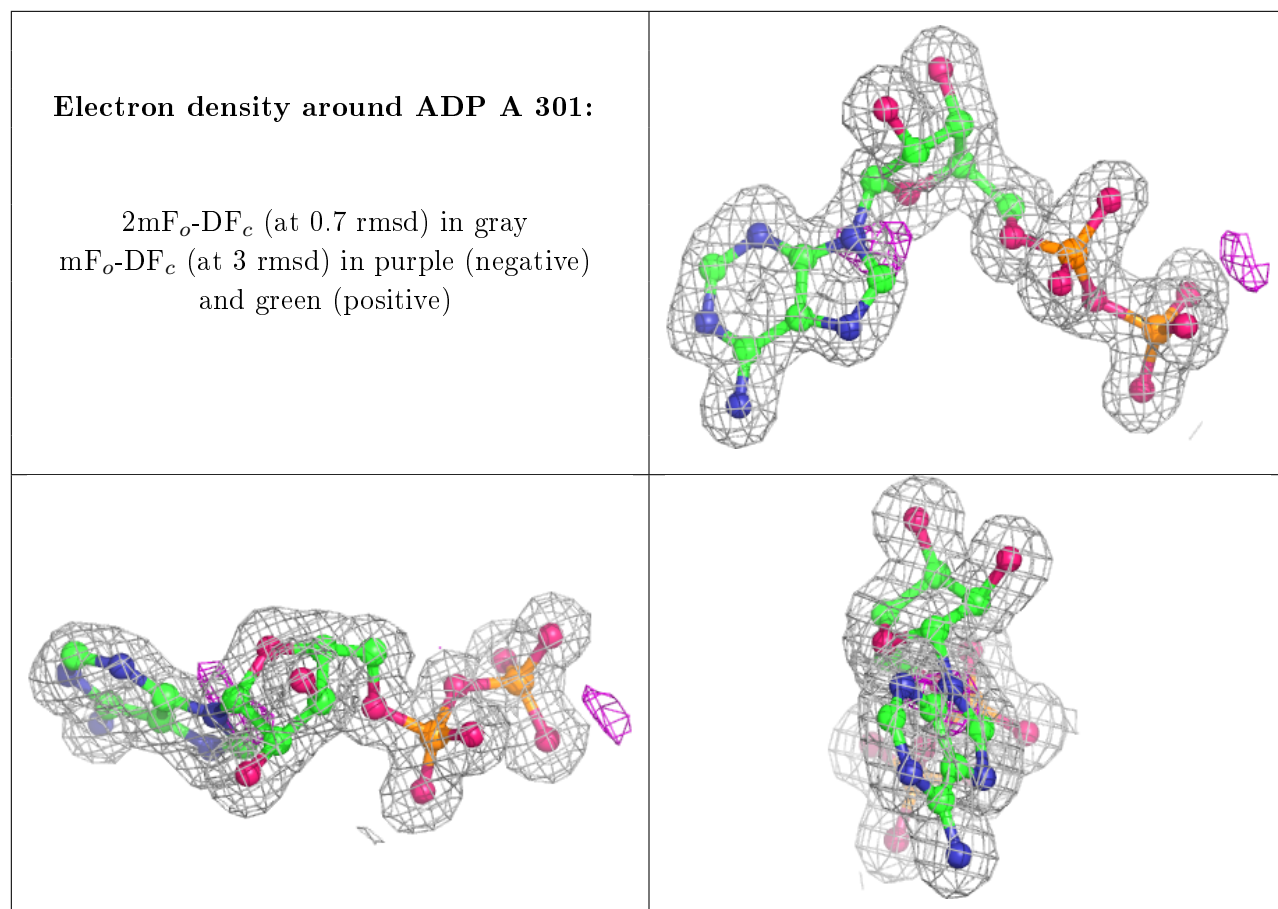 Electron density around ADP A 301:
2mFo-DFc (at 0.7 rmsd) in gray
mFo-DFc (at 3 rmsd) in purple (negative)
and green (positive)